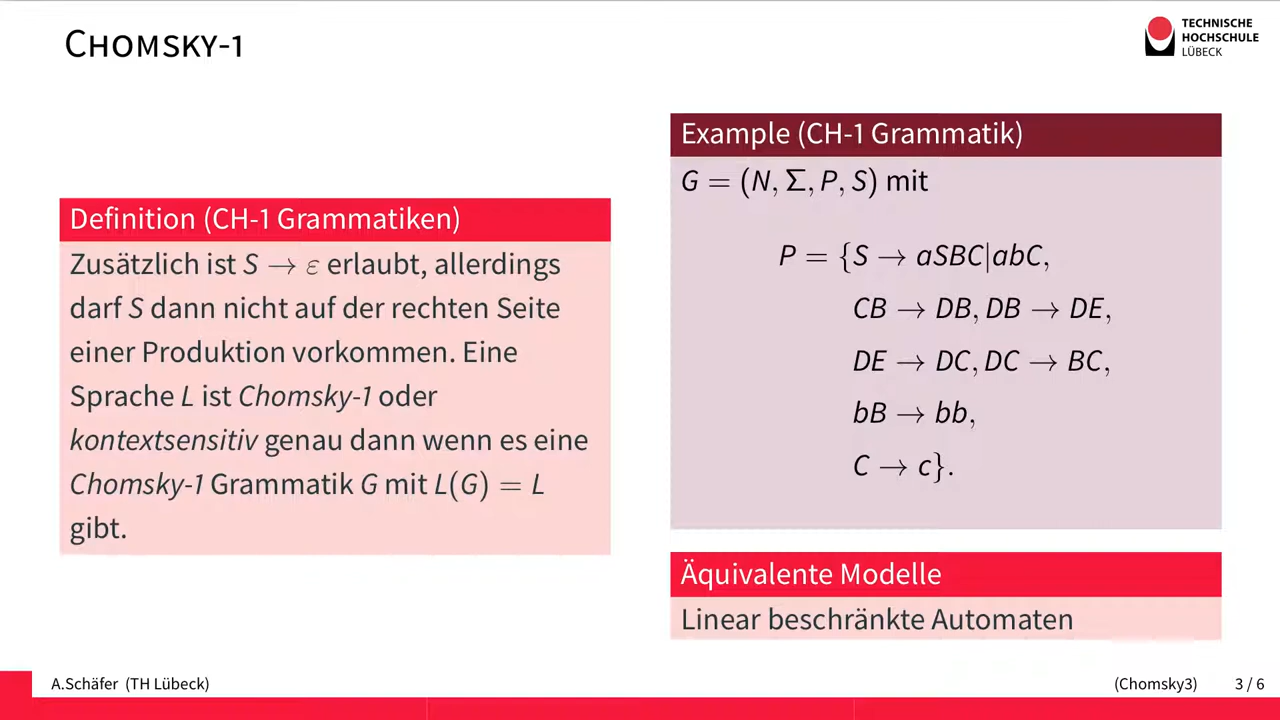 Chomsky-1
TECHNISCHE
HOCHSCHULE
LÜBECK
Definition (CH-1 Grammatiken)
Zusätzlich ist S → ε erlaubt, allerdings
darf S dann nicht auf der rechten Seite
einer Produktion vorkommen. Eine
Sprache L ist Chomsky-1 oder
kontextsensitiv genau dann wenn es eine
Chomsky-1 Grammatik G mit L(G) = L
gibt.
Example (CH-1 Grammatik)
G = (N, Σ, P, S) mit
P = {S → aSBC|abC,
CB → DB, DB → DE,
DE → DC, DC → BC,
bB → bb,
C → c}.
Äquivalente Modelle
Linear beschränkte Automaten
A.Schäfer (TH Lübeck)
(Chomsky3)
3 / 6